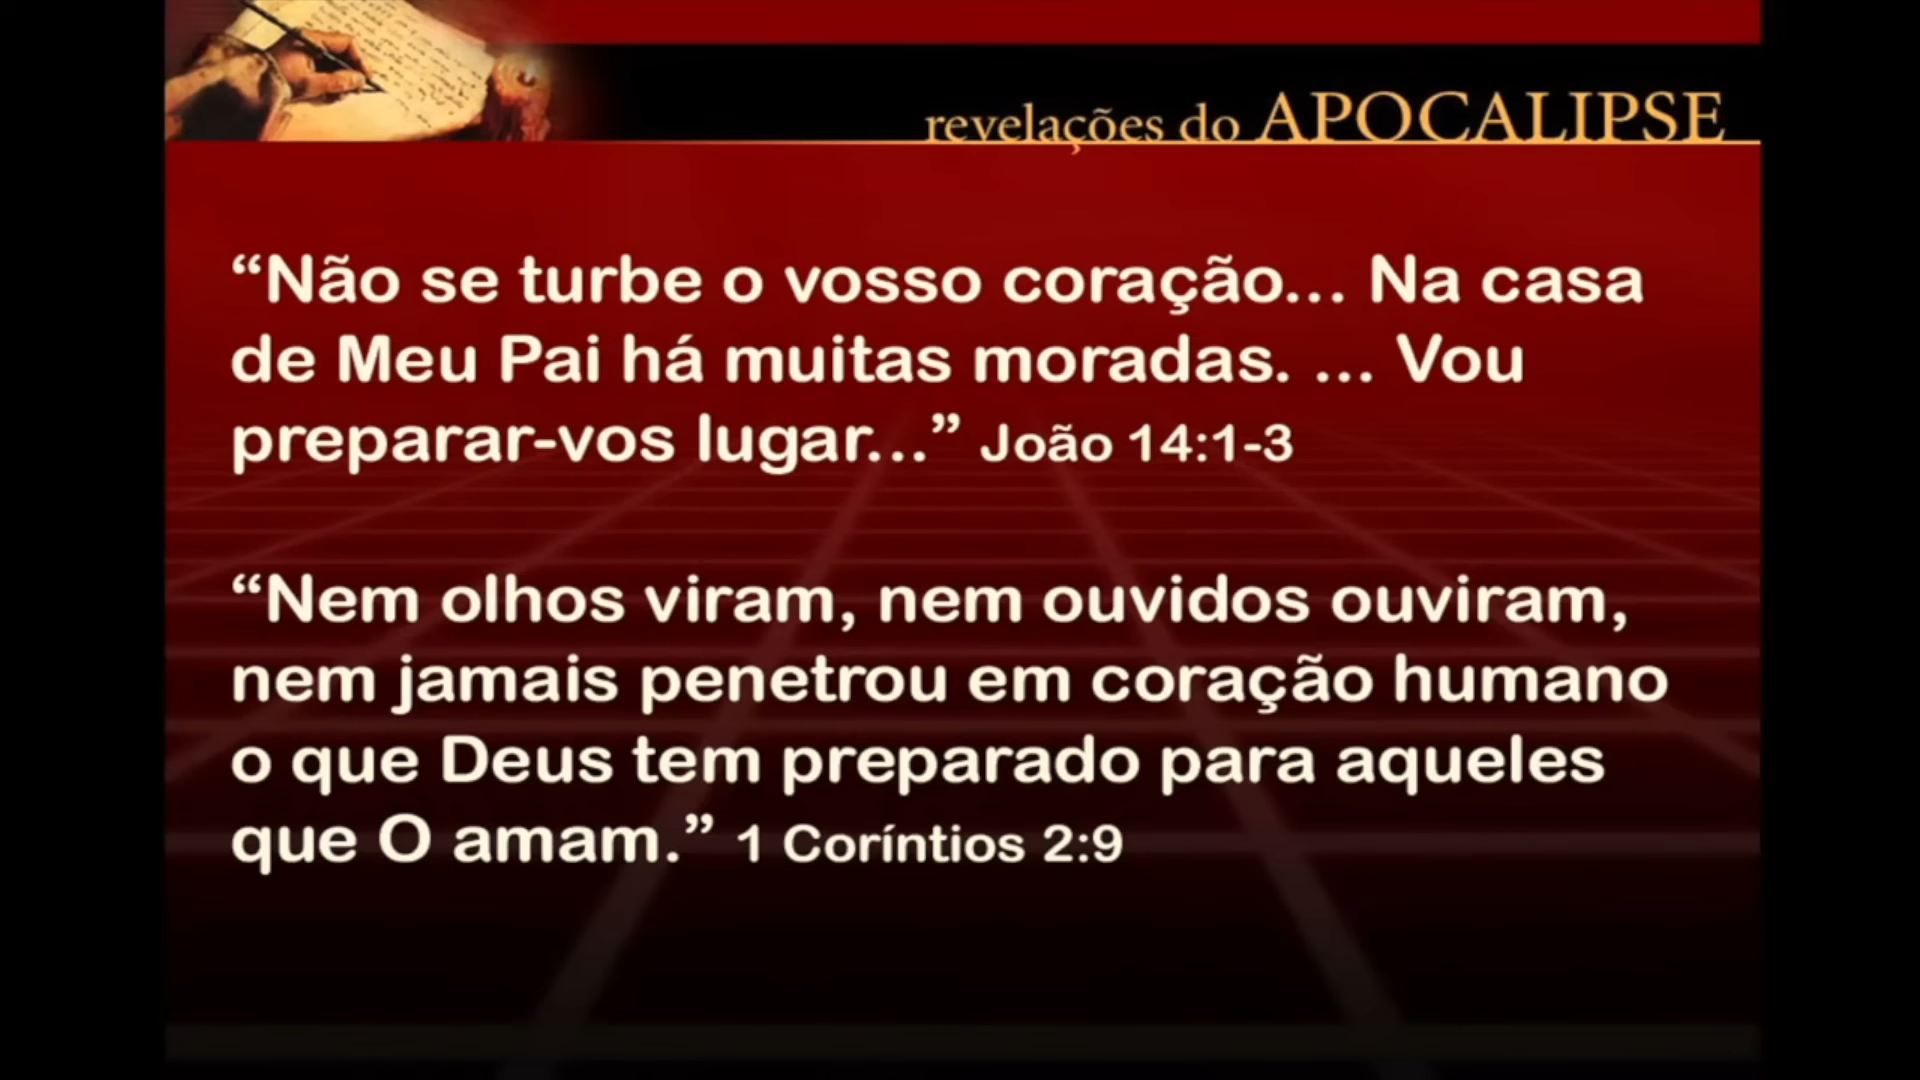 revelações do APOCALIPSE
“Não se turbe o vosso coração... Na casa
de Meu Pai há muitas moradas. ... Vou
preparar-vos lugar...” João 14:1-3
“Nem olhos viram, nem ouvidos ouviram,
nem jamais penetrou em coração humano
o que Deus tem preparado para aqueles
que O amam.” 1 Coríntios 2:9